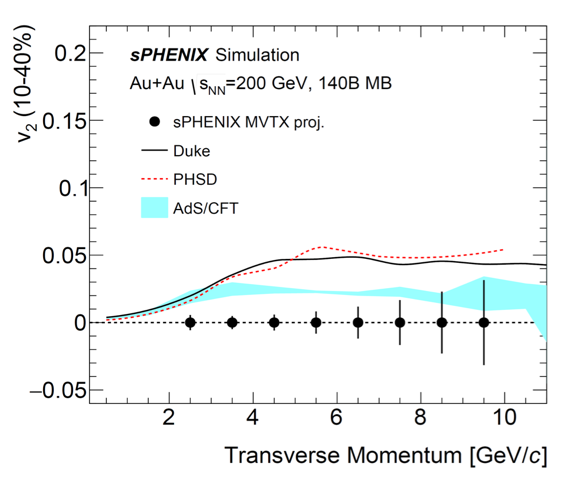 v2 (10-40%)
0.2
0.15
0.1
0.05
0
−0.05
sPHENIX Simulation
Au+Au \sNN=200 GeV, 140B MB
sPHENIX MVTX proj.
Duke
PHSD
AdS/CFT
2 4 6 8 10
Transverse Momentum [GeV/c]